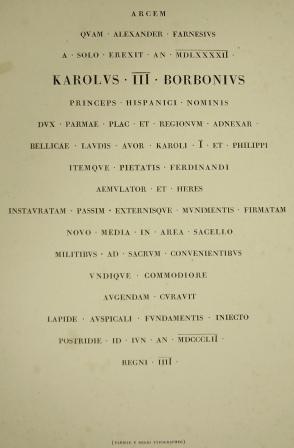 ARCEM
QVAM · ALEXANDER · FARNESIVS
A · SOLO · EREXIT · AN · MDLXXXXII ·
KAROLVS · III · BORBONIVS
PRINCEPS · HISPANICI · NOMINIS
DVX · PARMAE · PLAC · ET · REGIONVM · ADNEXAR ·
BELLICAE · LAVDIS · AVOR · KAROLI · I · ET · PHILIPPI
ITEMQVE · PIETATIS · FERDINANDI
AEMVLATOR · ET · HERES
INSTAVRATAM · PASSIM · EXTERNISQVE · MVNIMENTIS · FIRMATAM
NOVO · MEDIA · IN · AREA · SACELLO
MILITIBVS · AD · SACRVM · CONVENIENTIBVS
VNDIQVE · COMMODIORE
AVGENDAM · CVRAVIT
LAPIDE · AVSPICALI · FVNDAMENTIS · INIECTO
POSTRIDIE · ID · IVN · AN · MDCCCLII ·
REGNI · IIII ·